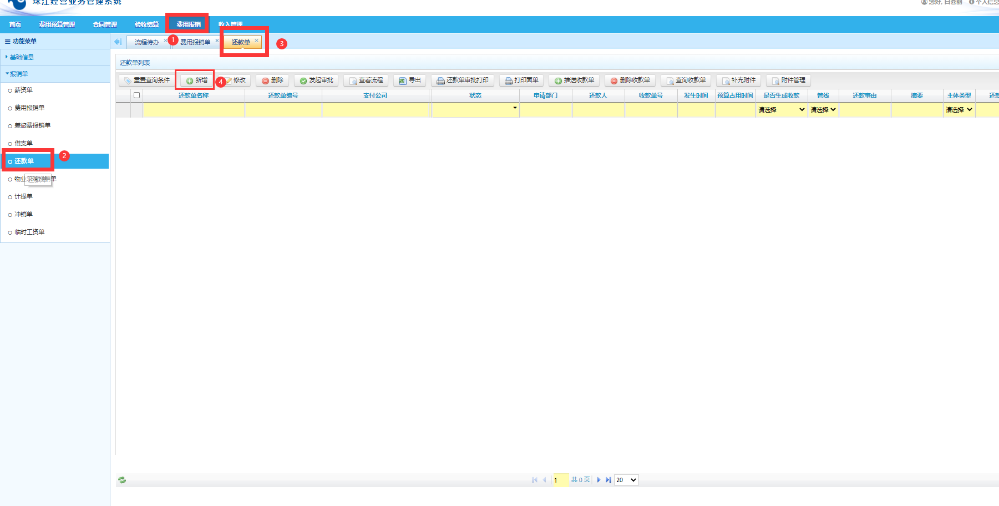 珠江经营业务管理系统
您好, 白蓉丽 个人信息
首页 费用预算管理 合同管理 验收结算 费用报销 收入管理
功能菜单
流程待办 × 1 费用报销单 × 还款单 × 3
基础信息
还款单列表
报销单
重置查询条件 新增 4 修改 删除 发起审批 查看流程 导出 还款单审批打印 打印面单 推送收款单 删除收款单 查询收款单 补充附件 附件管理
薪资单
还款单名称 还款单编号 支付公司 状态 申请部门 还款人 收款单号 发生时间 预算占用时间 是否生成收款 管线 还款事由 摘要 主体类型 还款
费用报销单
请选择 请选择 请选择
差旅费报销单
借支单
还款单 2
物业 单
还款单
计提单
冲销单
临时工资单
1 共 0 页 20